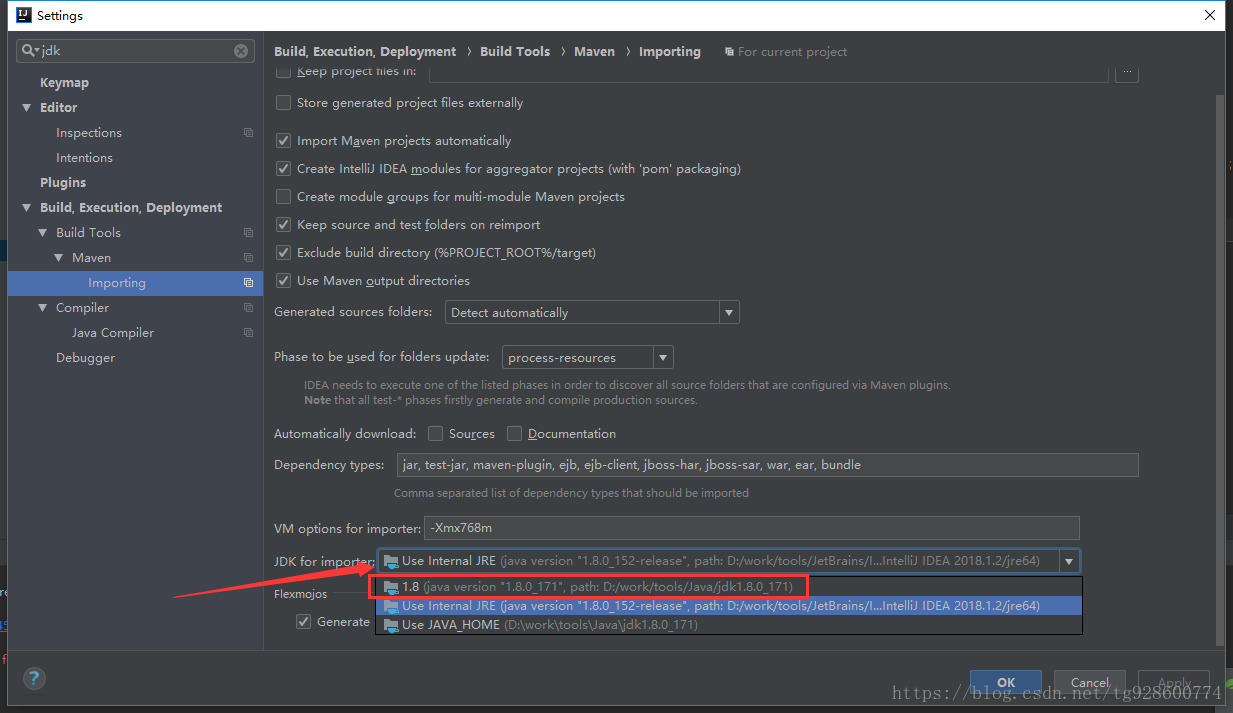 Settings
jdk
Keymap
Editor
Inspections
Intentions
Plugins
Build, Execution, Deployment
Build Tools
Maven
Importing
Compiler
Java Compiler
Debugger
Build, Execution, Deployment › Build Tools › Maven › Importing For current project
Keep project files in: ...
Store generated project files externally
Import Maven projects automatically
Create IntelliJ IDEA modules for aggregator projects (with 'pom' packaging)
Create module groups for multi-module Maven projects
Keep source and test folders on reimport
Exclude build directory (%PROJECT_ROOT%/target)
Use Maven output directories
Generated sources folders: Detect automatically
Phase to be used for folders update: process-resources
IDEA needs to execute one of the listed phases in order to discover all source folders that are configured via Maven plugins.
Note that all test-* phases firstly generate and compile production sources.
Automatically download: Sources Documentation
Dependency types: jar, test-jar, maven-plugin, ejb, ejb-client, jboss-har, jboss-sar, war, ear, bundle
Comma separated list of dependency types that should be imported
VM options for importer: -Xmx768m
JDK for importer: Use Internal JRE (java version "1.8.0_152-release", path: D:/work/tools/JetBrains/I...IntelliJ IDEA 2018.1.2/jre64)
1.8 (java version "1.8.0_171", path: D:/work/tools/Java/jdk1.8.0_171)
Flexmojos
Use Internal JRE (java version "1.8.0_152-release", path: D:/work/tools/JetBrains/I...IntelliJ IDEA 2018.1.2/jre64)
Generate
Use JAVA_HOME (D:\work\tools\Java\jdk1.8.0_171)
?
OK Cancel Apply
https://blog.csdn.net/tg928600774